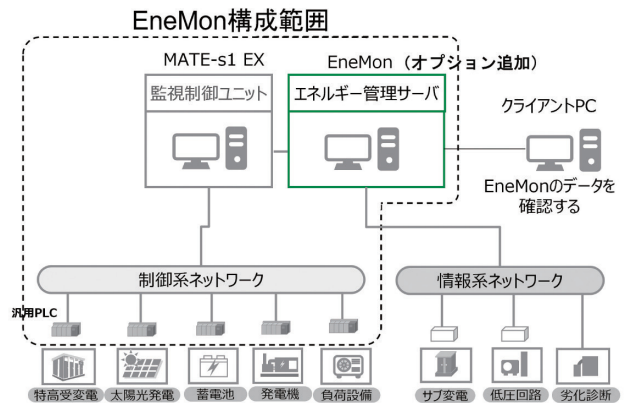 EneMon構成範囲
MATE-s1 EX
EneMon（オプション追加）
監視制御ユニット
エネルギー管理サーバ
クライアントPC
EneMonのデータを
確認する
制御系ネットワーク
情報系ネットワーク
汎用PLC
特高受変電
太陽光発電
蓄電池
発電機
負荷設備
サブ変電
低圧回路
劣化診断